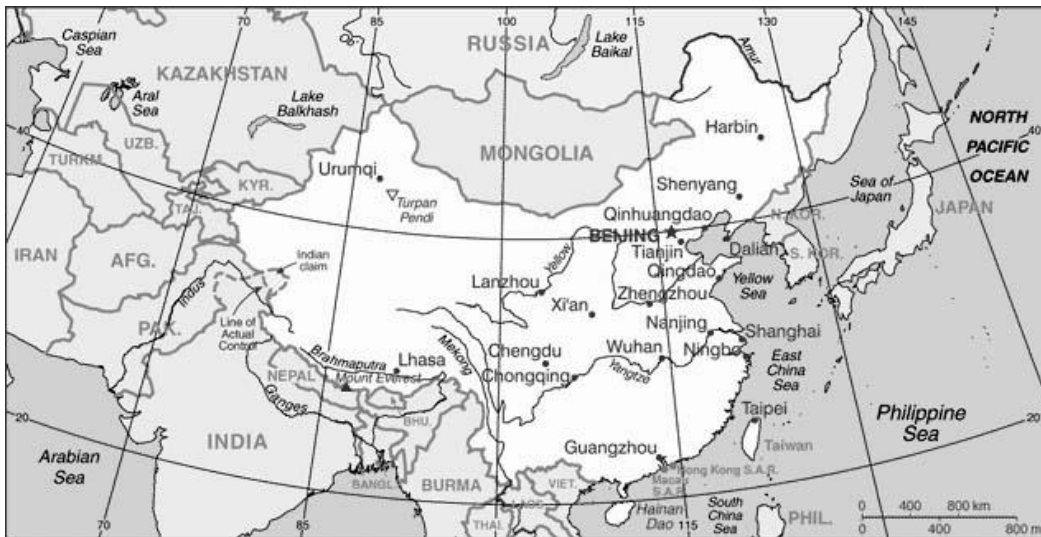 70
85
100
115
130
145
Caspian
Sea
RUSSIA
Lake
Baikal
Amur
KAZAKHSTAN
Aral
Sea
Lake
Balkhash
NORTH
PACIFIC
OCEAN
40
40
Harbin
UZB.
TURKM.
MONGOLIA
Urumqi
KYR.
Turpan
Pendi
Shenyang
Sea of
Japan
JAPAN
TAJ.
Qinhuangdao
N. KOR.
BEIJING
Tianjin
Dalian
S. KOR.
IRAN
AFG.
Indian
claim
Yellow
Qingdao
Yellow
Sea
Lanzhou
Zhengzhou
Indus
Xi'an
PAK.
Line of
Actual
Control
Nanjing
Shanghai
Brahmaputra
Lhasa
Mekong
Chengdu
Wuhan
Ningbo
East
China
Sea
NEPAL
Mount Everest
Chongqing
Yangtze
Ganges
BHU.
Taipei
Philippine
Sea
20
20
INDIA
Guangzhou
Taiwan
Arabian
Sea
Hong Kong S.A.R.
Macau
S.A.R.
BANGL.
BURMA
VIET.
LAOS
Hainan
Dao
South
China
Sea
PHIL.
THAI.
0 400 800 km
0 400 800 m
70
85
115